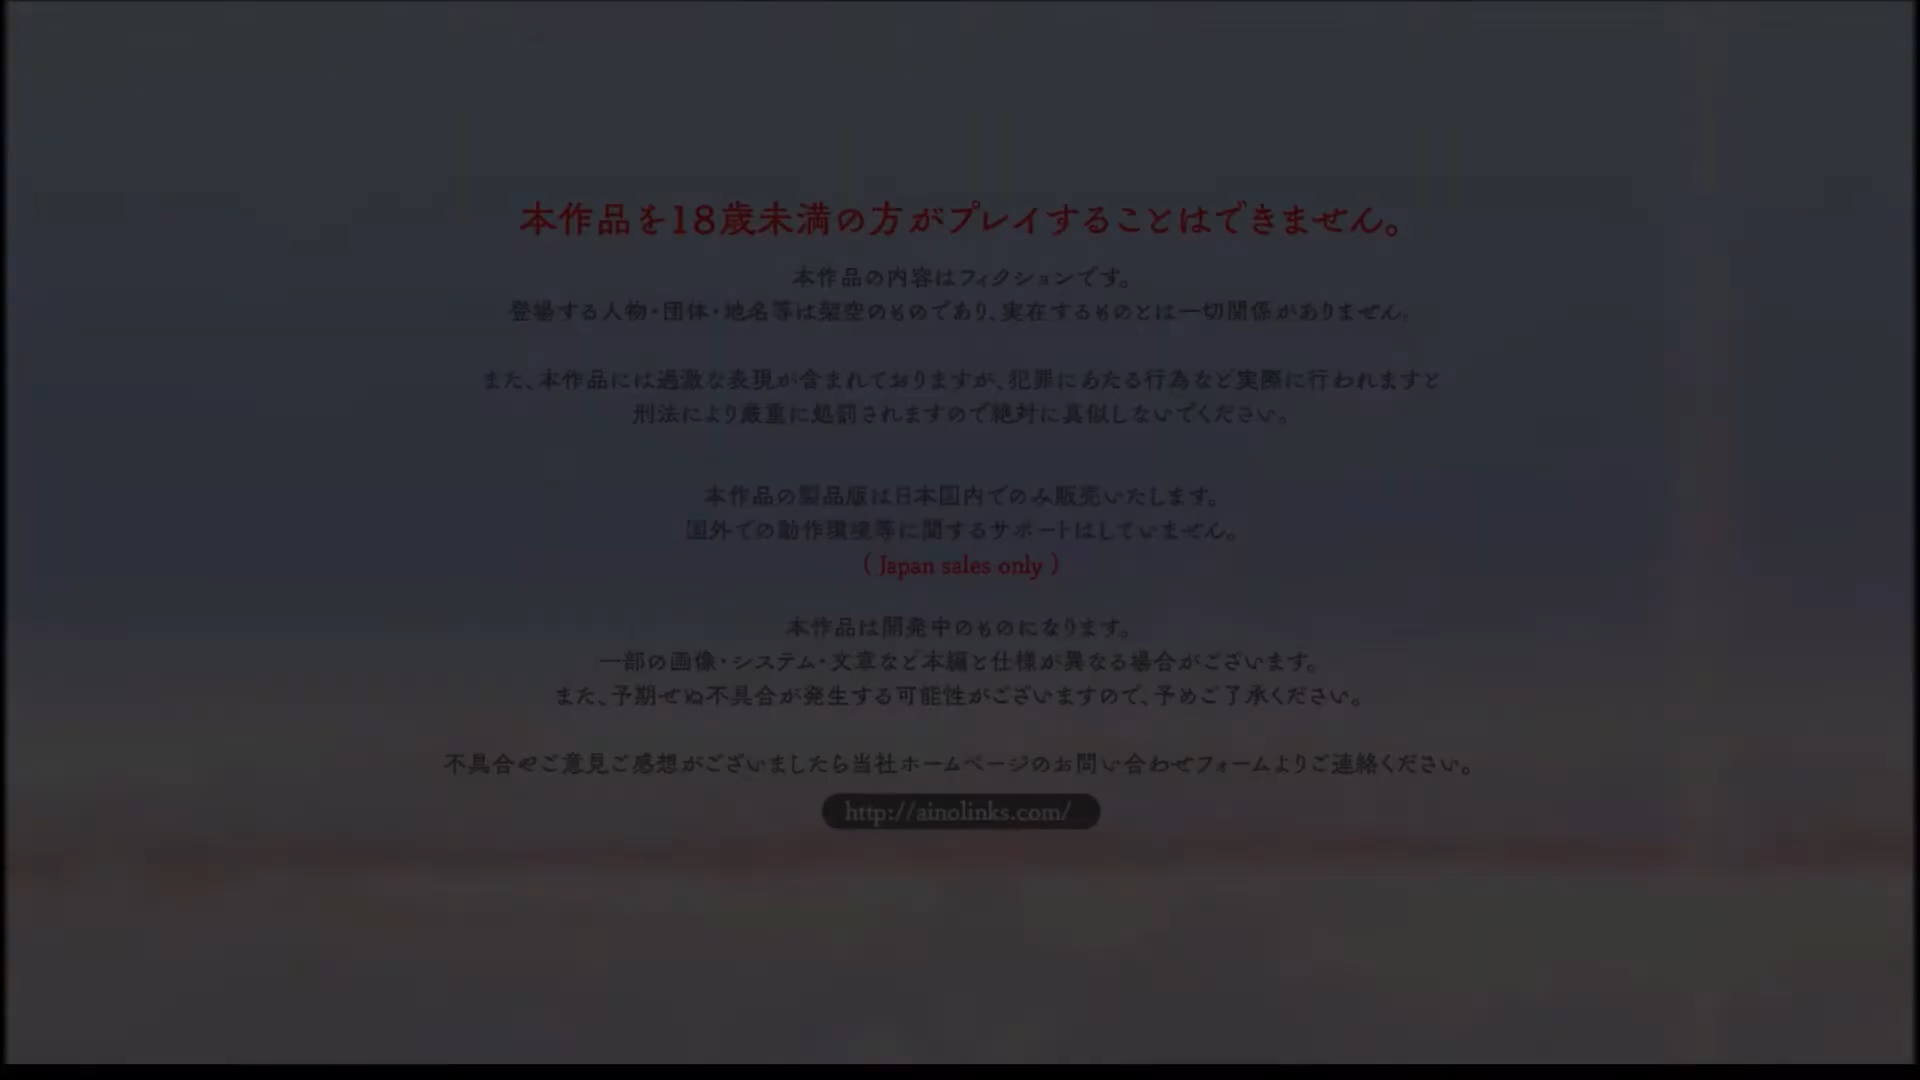 本作品を18歳未満の方がプレイすることはできません。
本作品の内容はフィクションです。
登場する人物・団体・地名等は架空のものであり、実在するものとは一切関係がありません。
また、本作品には過激な表現が含まれておりますが、犯罪にあたる行為など実際に行われますと
刑法により厳重に処罰されますので絶対に真似しないでください。
本作品の製品版は日本国内でのみ販売いたします。
国外での動作環境等に関するサポートはしていません。
( Japan sales only )
本作品は開発中のものになります。
一部の画像・システム・文章など本編と仕様が異なる場合がございます。
また、予期せぬ不具合が発生する可能性がございますので、予めご了承ください。
不具合やご意見ご感想がございましたら当社ホームページのお問い合わせフォームよりご連絡ください。
http://ainolinks.com/